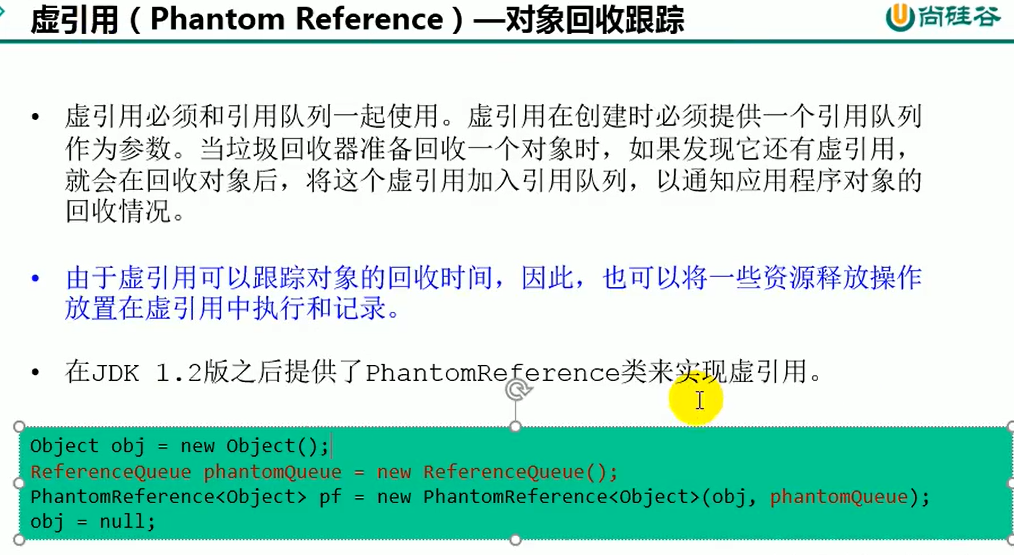 虚引用（Phantom Reference）—对象回收跟踪
尚硅谷
• 虚引用必须和引用队列一起使用。虚引用在创建时必须提供一个引用队列
作为参数。当垃圾回收器准备回收一个对象时，如果发现它还有虚引用，
就会在回收对象后，将这个虚引用加入引用队列，以通知应用程序对象的
回收情况。
• 由于虚引用可以跟踪对象的回收时间，因此，也可以将一些资源释放操作
放置在虚引用中执行和记录。
• 在JDK 1.2版之后提供了PhantomReference类来实现虚引用。
Object obj = new Object();
ReferenceQueue phantomQueue = new ReferenceQueue();
PhantomReference<Object> pf = new PhantomReference<Object>(obj, phantomQueue);
obj = null;